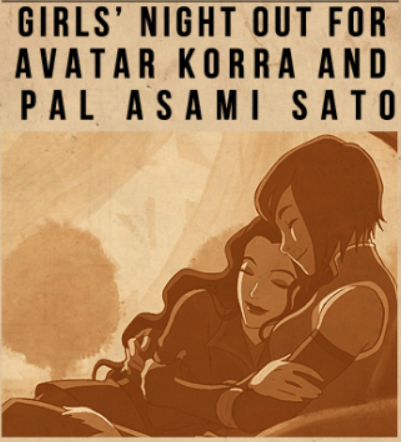 GIRLS’ NIGHT OUT FOR
AVATAR KORRA AND
PAL ASAMI SATO